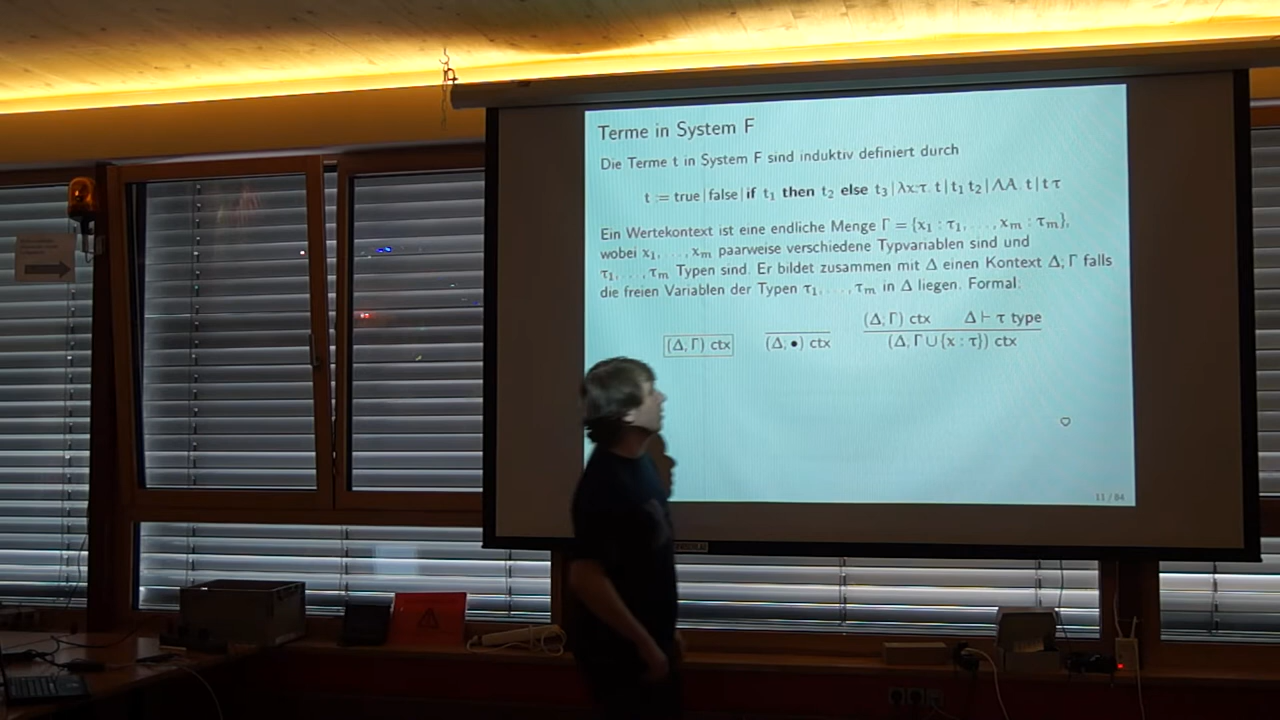 Terme in System F
Die Terme t in System F sind induktiv definiert durch
t := true | false | if t₁ then t₂ else t₃ | λx:τ. t | t₁ t₂ | ΛA. t | t τ
Ein Wertekontext ist eine endliche Menge Γ = {x₁ : τ₁, . . . , xₘ : τₘ},
wobei x₁, . . . , xₘ paarweise verschiedene Typvariablen sind und
τ₁, . . . , τₘ Typen sind. Er bildet zusammen mit Δ einen Kontext Δ; Γ falls
die freien Variablen der Typen τ₁, . . . , τₘ in Δ liegen. Formal:
(Δ; Γ) ctx Δ ⊢ τ type
(Δ; Γ) ctx (Δ; •) ctx (Δ; Γ ∪ {x : τ}) ctx
11 / 84